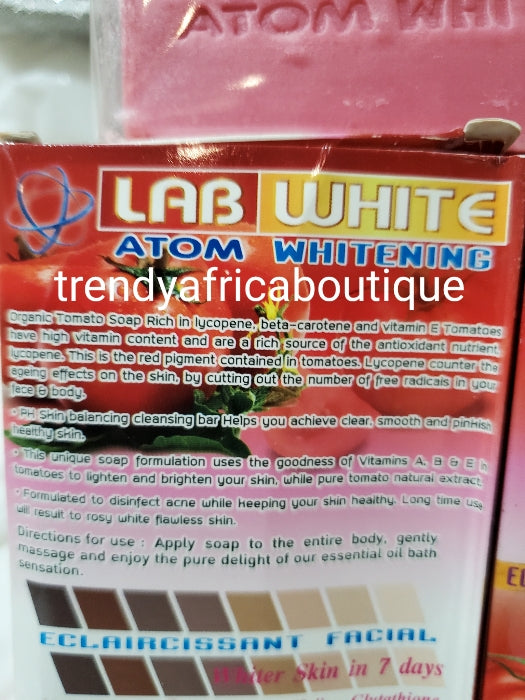 ATOM WHI
LAB WHITE
ATOM WHITENING
trendyafricaboutique
Organic Tomato Soap Rich in lycopene, beta-carotene and vitamin E Tomatoes
have high vitamin content and are a rich source of the antioxidant nutrient,
lycopene. This is the red pigment contained in tomatoes. Lycopene counter the
ageing effects on the skin, by cutting out the number of free radicals in your
face & body.
• PH Skin balancing cleansing bar Helps you achieve clear, smooth and pinkish
healthy skin.
• This unique soap formulation uses the goodness of Vitamins A, B & E in
tomatoes to lighten and brighten your skin, while pure tomato natural extract.
• Formulated to disinfect acne while keeping your skin healthy. Long time use
will result to rosy white flawless skin.
Directions for use : Apply soap to the entire body, gently
massage and enjoy the pure delight of our essential oil bath
sensation.
ECLAIRCISSANT FACIAL
Whiter Skin in 7 days
Glutathione